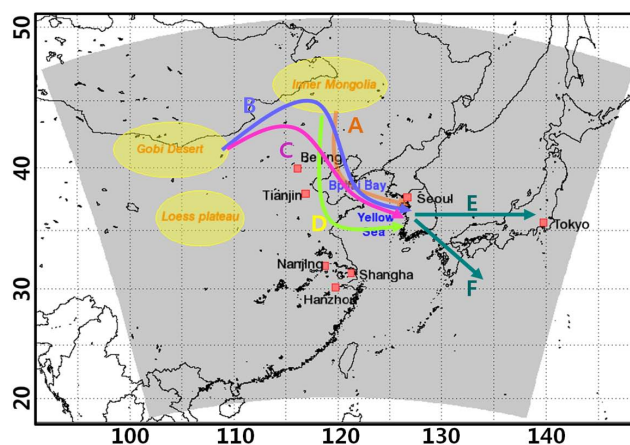 50
Inner Mongolia
B
A
Gobi Desert
40
C
Beijing
Bohai Bay
Tianjin
Seoul
Loess plateau
E
D
Yellow
Sea
Tokyo
Nanjing
Shangha
F
30
Hanzhou
20
100
110
120
130
140
150